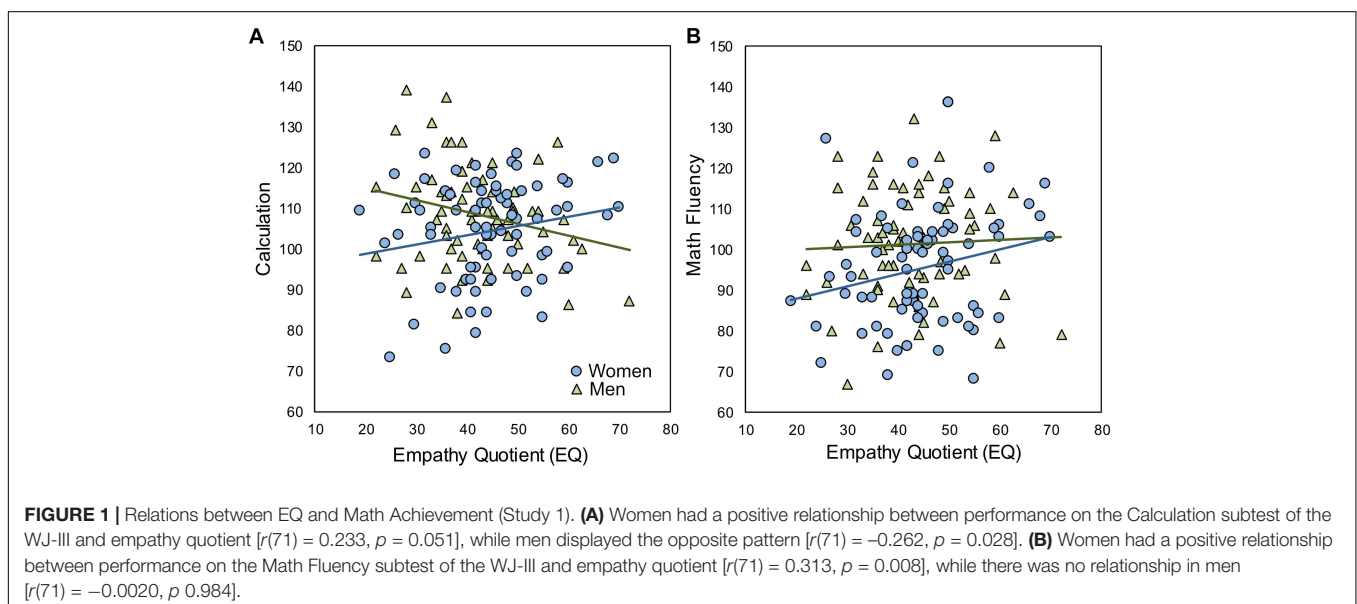 A
B
150
140
130
120
110
100
90
80
70
60
Calculation
10 20 30 40 50 60 70 80
Empathy Quotient (EQ)
Women
Men
150
140
130
120
110
100
90
80
70
60
Math Fluency
10 20 30 40 50 60 70 80
Empathy Quotient (EQ)
FIGURE 1 | Relations between EQ and Math Achievement (Study 1). (A) Women had a positive relationship between performance on the Calculation subtest of the
WJ-III and empathy quotient [r(71) = 0.233, p = 0.051], while men displayed the opposite pattern [r(71) = –0.262, p = 0.028]. (B) Women had a positive relationship
between performance on the Math Fluency subtest of the WJ-III and empathy quotient [r(71) = 0.313, p = 0.008], while there was no relationship in men
[r(71) = −0.0020, p 0.984].